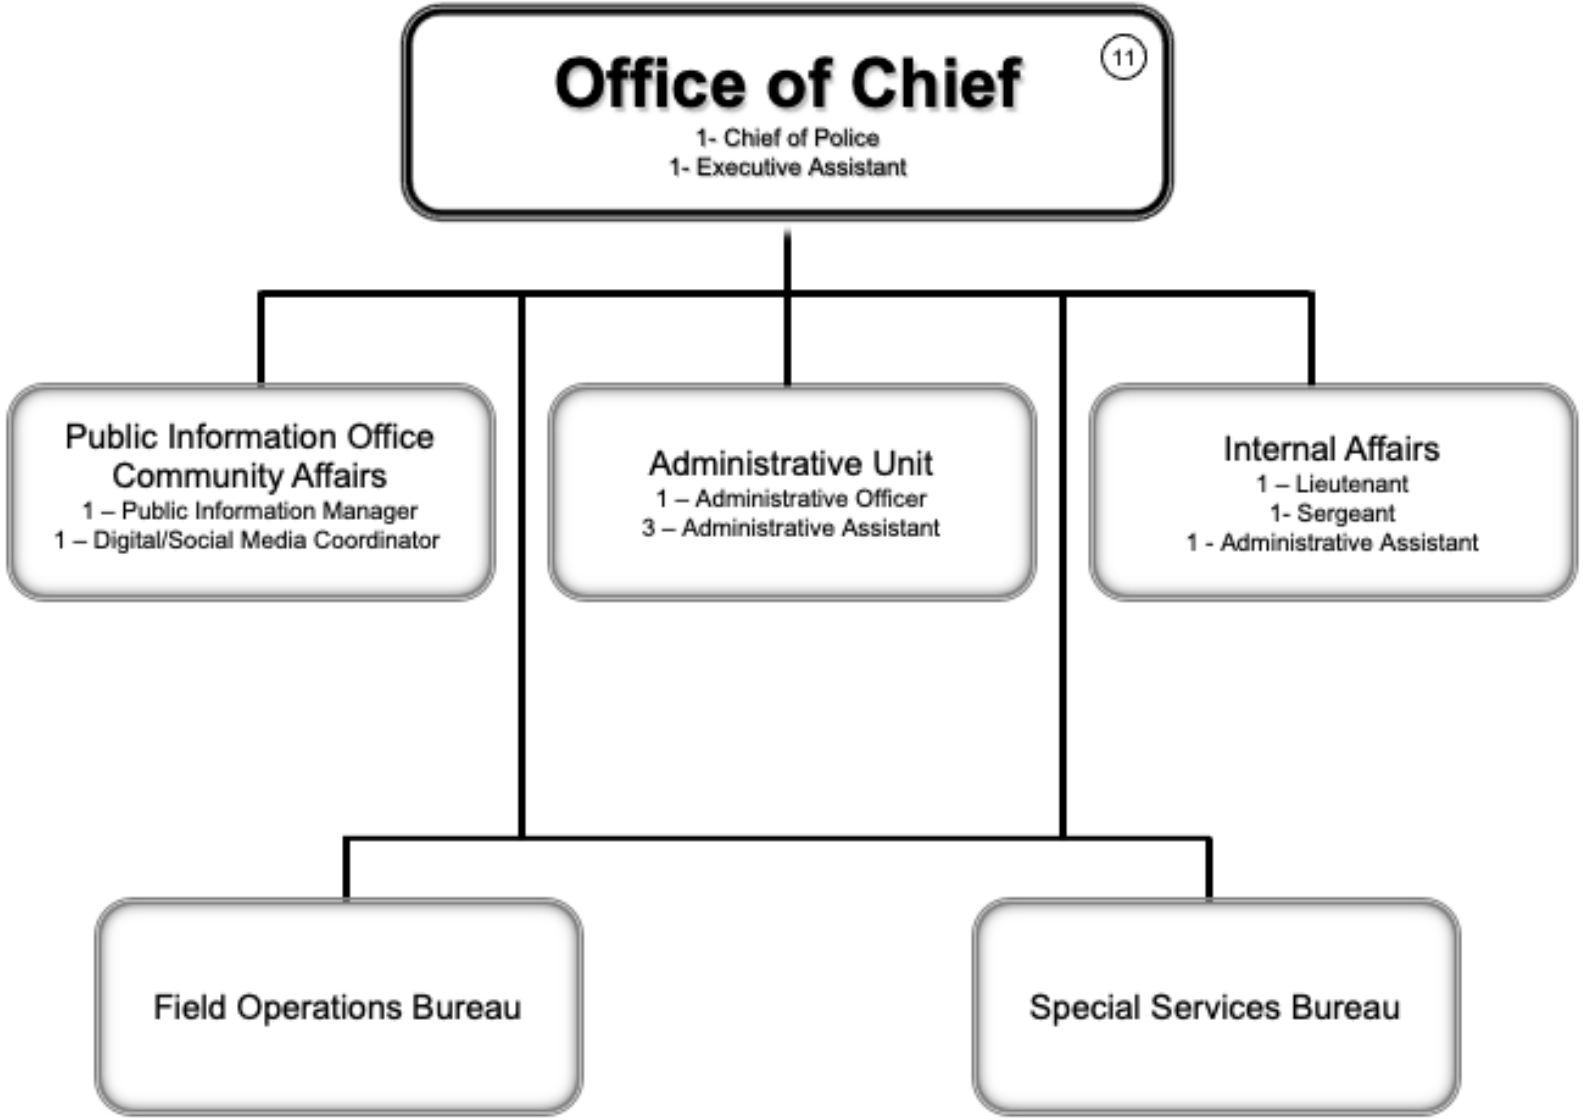 Office of Chief
11
1- Chief of Police
1- Executive Assistant
Public Information Office
Community Affairs
1 – Public Information Manager
1 – Digital/Social Media Coordinator
Administrative Unit
1 – Administrative Officer
3 – Administrative Assistant
Internal Affairs
1 – Lieutenant
1- Sergeant
1 - Administrative Assistant
Field Operations Bureau
Special Services Bureau